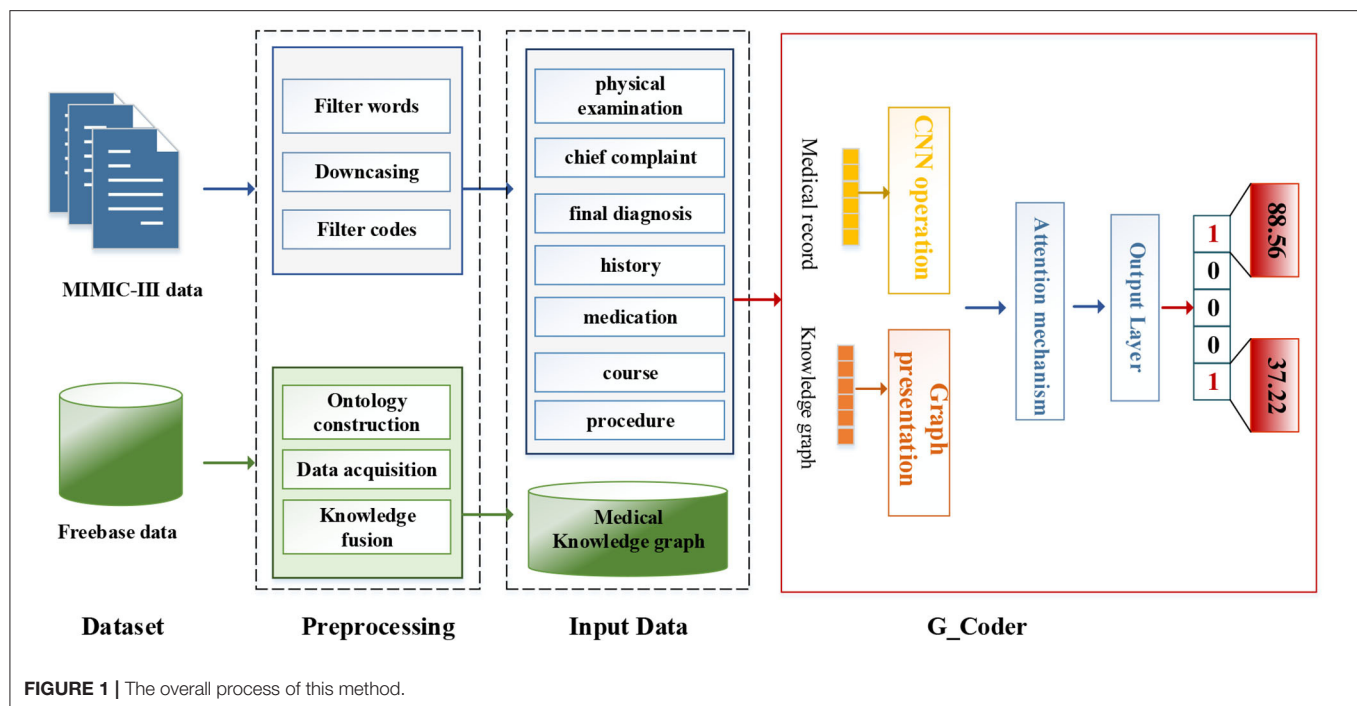 MIMIC-III data
Freebase data
Dataset
Filter words
Downcasing
Filter codes
Ontology
construction
Data acquisition
Knowledge
fusion
Preprocessing
physical
examination
chief complaint
final diagnosis
history
medication
course
procedure
Medical
Knowledge graph
Input Data
Medical record
CNN operation
Knowledge graph
Graph
presentation
Attention mechanism
Output Layer
1
0
0
0
1
88.56
37.22
G_Coder
FIGURE 1 | The overall process of this method.